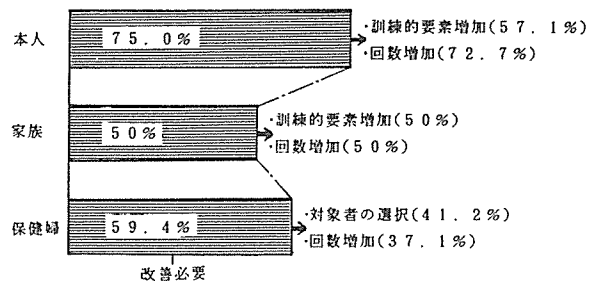 本人
75.0%
・訓練的要素増加(57.1%)
・回数増加(72.7%)
家族
50%
・訓練的要素増加(50%)
・回数増加(50%)
保健婦
59.4%
・対象者の選択(41.2%)
・回数増加(37.1%)
改善必要